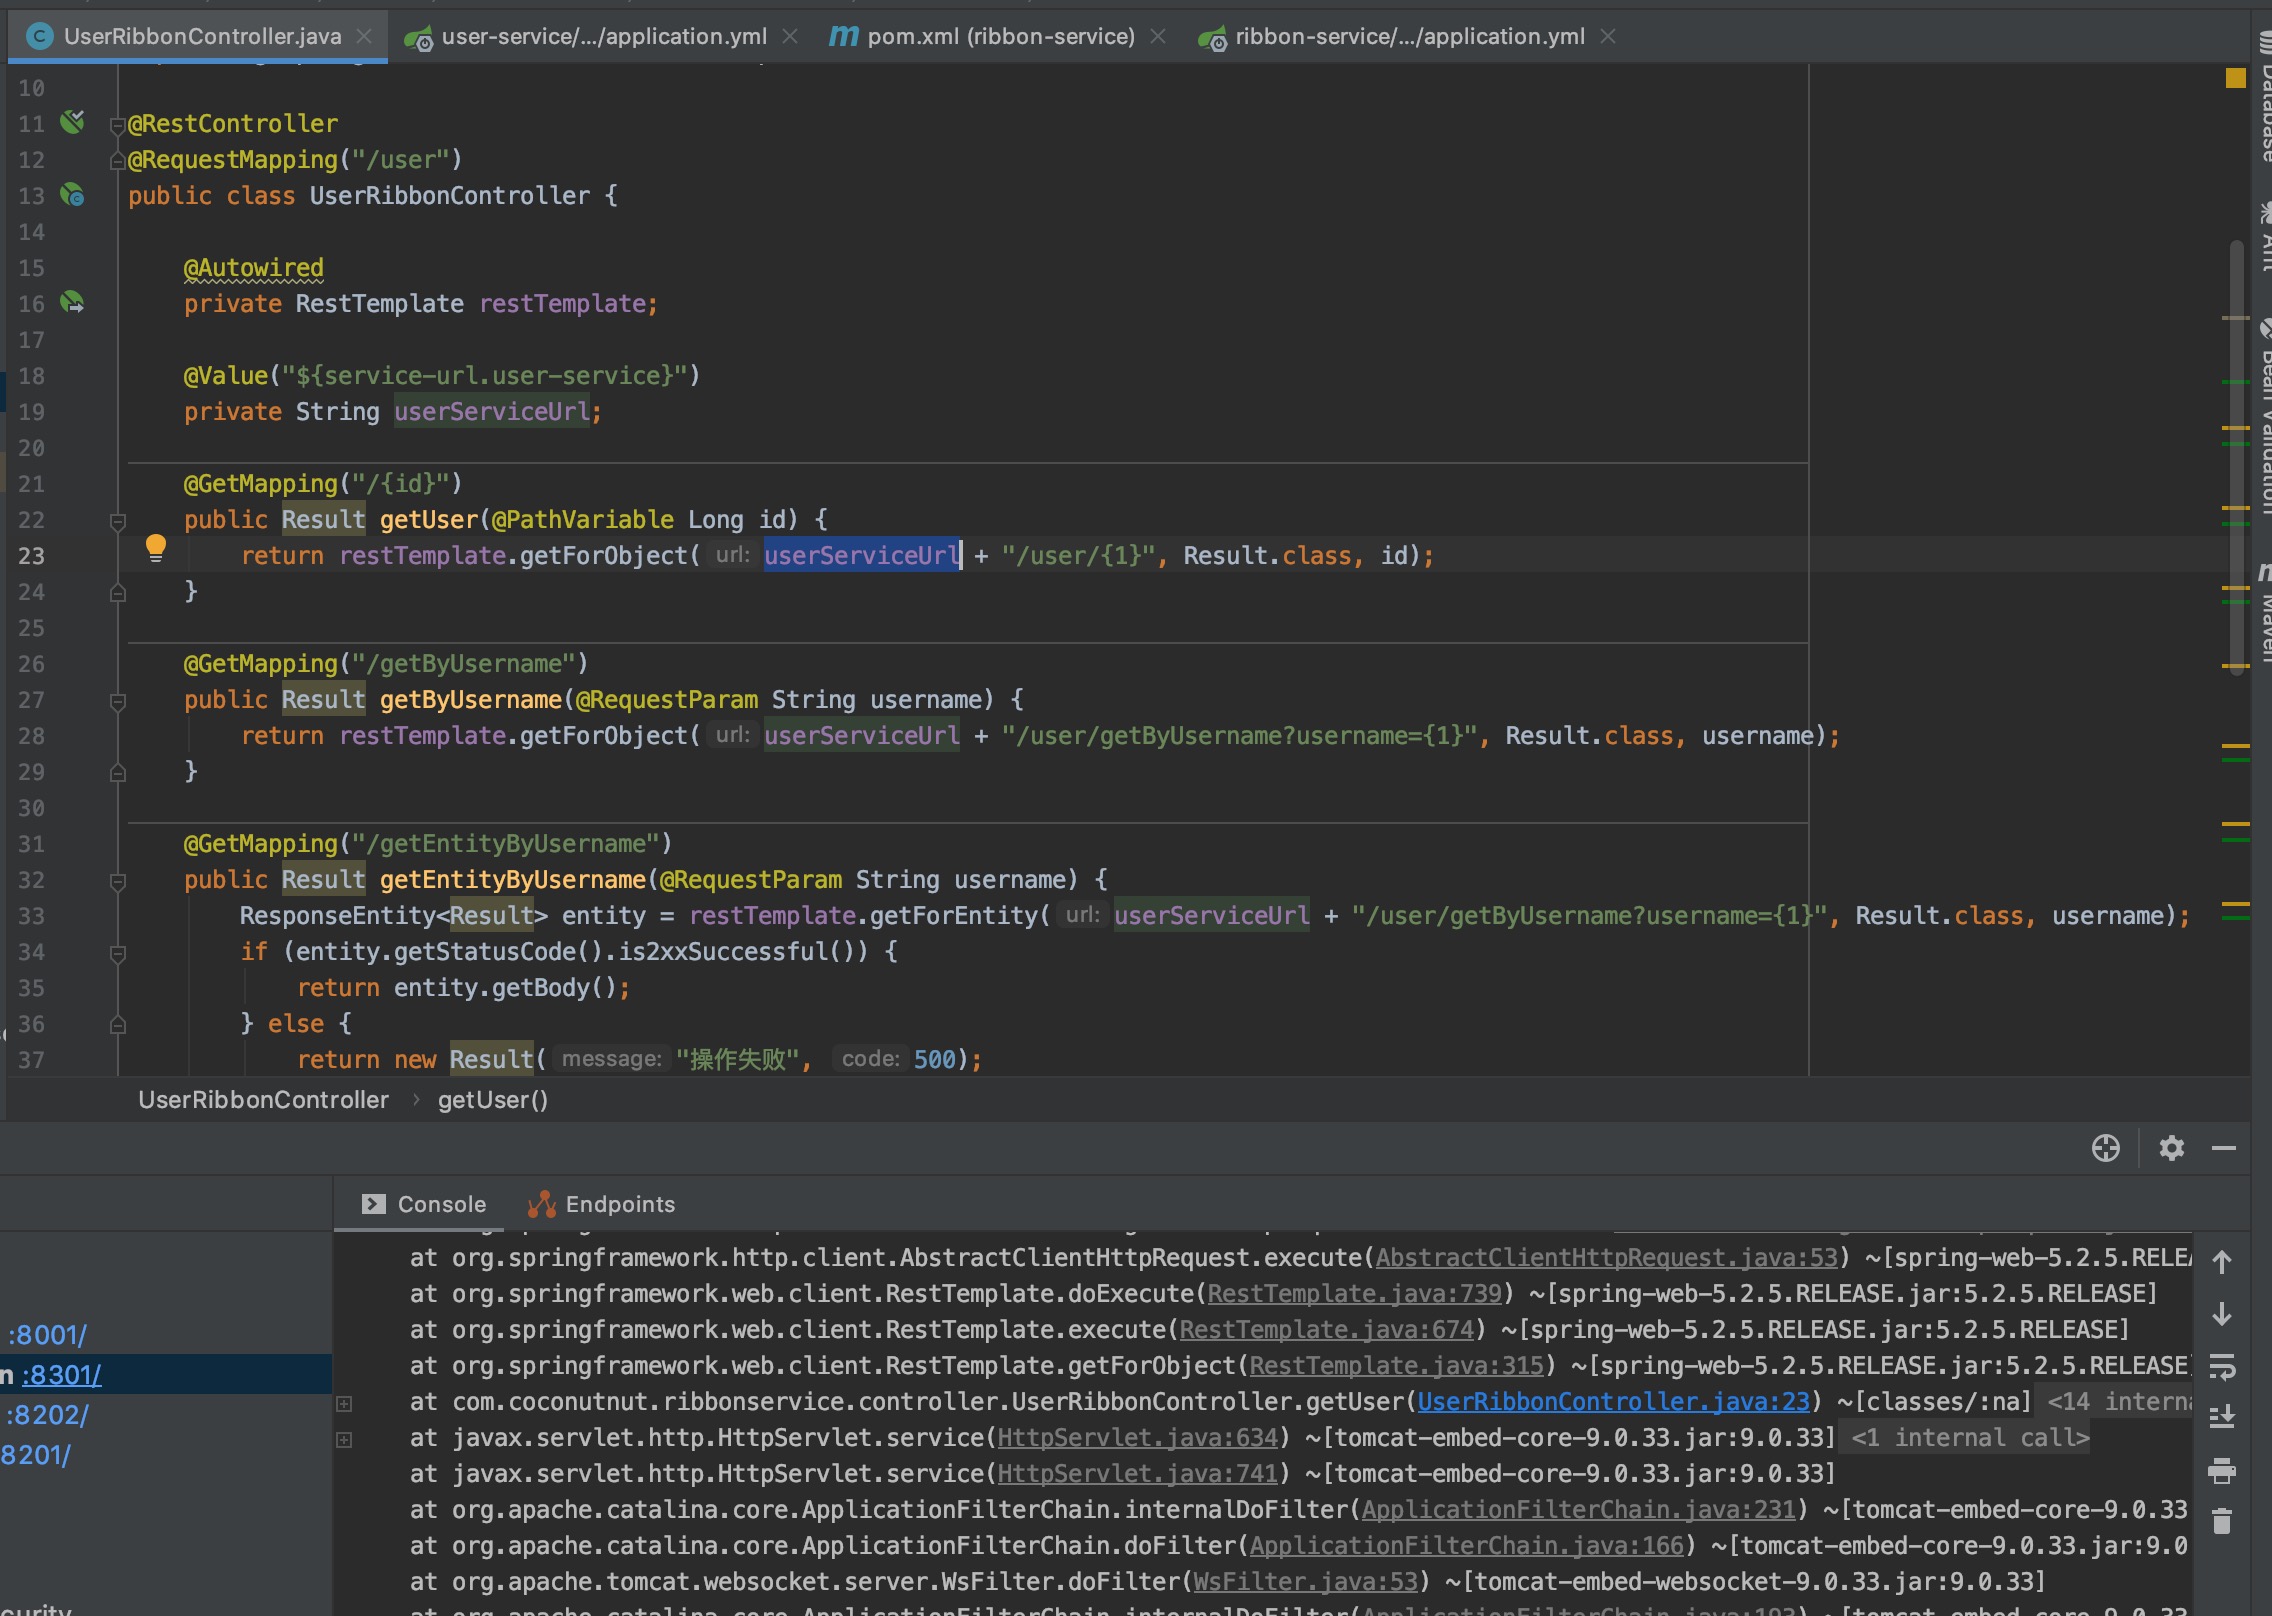 UserRibbonController.java
user-service/.../application.yml
pom.xml (ribbon-service)
ribbon-service/.../application.yml
10
11 @RestController
12 @RequestMapping("/user")
13 public class UserRibbonController {
14
15 @Autowired
16 private RestTemplate restTemplate;
17
18 @Value("${service-url.user-service}")
19 private String userServiceUrl;
20
21 @GetMapping("/{id}")
22 public Result getUser(@PathVariable Long id) {
23 return restTemplate.getForObject( url: userServiceUrl + "/user/{1}", Result.class, id);
24 }
25
26 @GetMapping("/getByUsername")
27 public Result getByUsername(@RequestParam String username) {
28 return restTemplate.getForObject( url: userServiceUrl + "/user/getByUsername?username={1}", Result.class, username);
29 }
30
31 @GetMapping("/getEntityByUsername")
32 public Result getEntityByUsername(@RequestParam String username) {
33 ResponseEntity<Result> entity = restTemplate.getForEntity( url: userServiceUrl + "/user/getByUsername?username={1}", Result.class, username);
34 if (entity.getStatusCode().is2xxSuccessful()) {
35 return entity.getBody();
36 } else {
37 return new Result( message: "操作失败", code: 500);
UserRibbonController › getUser()
Database
Ant
Bean Validation
Maven
Console
Endpoints
:8001/
n :8301/
:8202/
8201/
curity
at org.springframework.http.client.AbstractClientHttpRequest.execute(AbstractClientHttpRequest.java:53) ~[spring-web-5.2.5.RELEA
at org.springframework.web.client.RestTemplate.doExecute(RestTemplate.java:739) ~[spring-web-5.2.5.RELEASE.jar:5.2.5.RELEASE]
at org.springframework.web.client.RestTemplate.execute(RestTemplate.java:674) ~[spring-web-5.2.5.RELEASE.jar:5.2.5.RELEASE]
at org.springframework.web.client.RestTemplate.getForObject(RestTemplate.java:315) ~[spring-web-5.2.5.RELEASE.jar:5.2.5.RELEASE]
at com.coconutnut.ribbonservice.controller.UserRibbonController.getUser(UserRibbonController.java:23) ~[classes/:na] <14 interna
at javax.servlet.http.HttpServlet.service(HttpServlet.java:634) ~[tomcat-embed-core-9.0.33.jar:9.0.33] <1 internal call>
at javax.servlet.http.HttpServlet.service(HttpServlet.java:741) ~[tomcat-embed-core-9.0.33.jar:9.0.33]
at org.apache.catalina.core.ApplicationFilterChain.internalDoFilter(ApplicationFilterChain.java:231) ~[tomcat-embed-core-9.0.33
at org.apache.catalina.core.ApplicationFilterChain.doFilter(ApplicationFilterChain.java:166) ~[tomcat-embed-core-9.0.33.jar:9.0
at org.apache.tomcat.websocket.server.WsFilter.doFilter(WsFilter.java:53) ~[tomcat-embed-websocket-9.0.33.jar:9.0.33]
at org.apache.catalina.core.ApplicationFilterChain.internalDoFilter(ApplicationFilterChain.java:193) ~[tomcat-embed-core-9.0.33